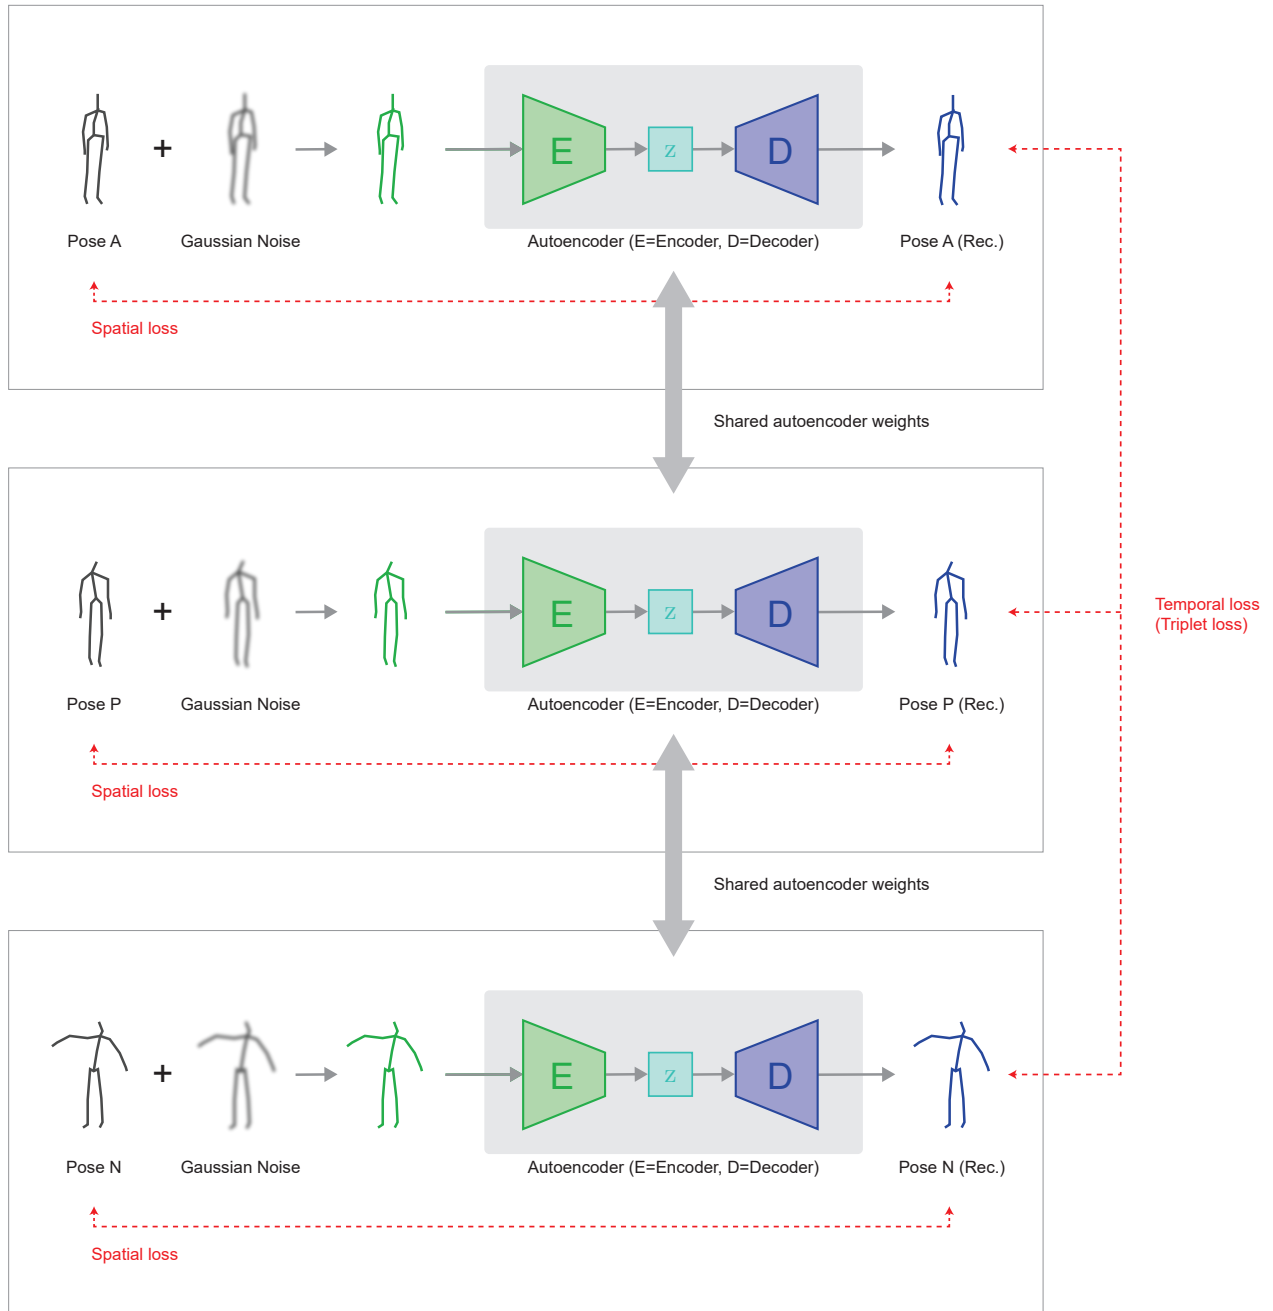 +
E
z
D
Pose A
Gaussian Noise
Autoencoder (E=Encoder, D=Decoder)
Pose A (Rec.)
Spatial loss
Shared autoencoder weights
+
E
z
D
Temporal loss
(Triplet loss)
Pose P
Gaussian Noise
Autoencoder (E=Encoder, D=Decoder)
Pose P (Rec.)
Spatial loss
Shared autoencoder weights
+
E
z
D
Pose N
Gaussian Noise
Autoencoder (E=Encoder, D=Decoder)
Pose N (Rec.)
Spatial loss